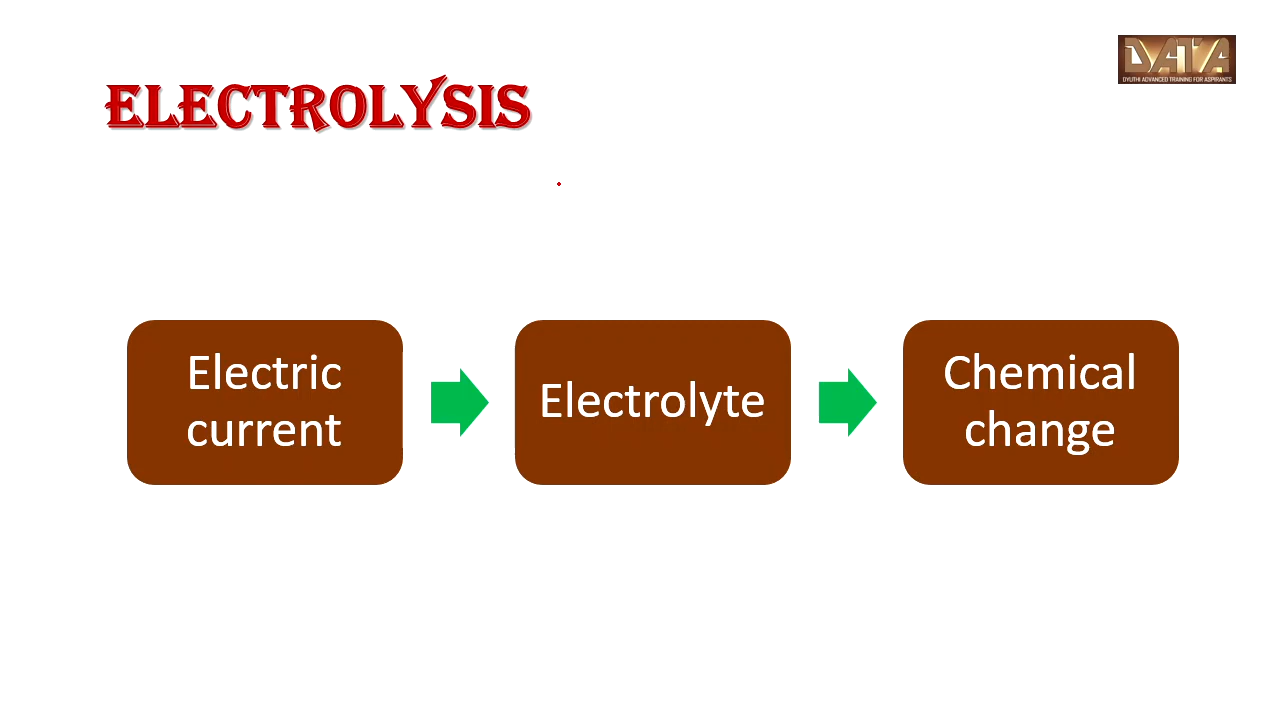 ELECTROLYSIS
DATA
DYUTHI ADVANCED TRAINING FOR ASPIRANTS
Electric
current
Electrolyte
Chemical
change